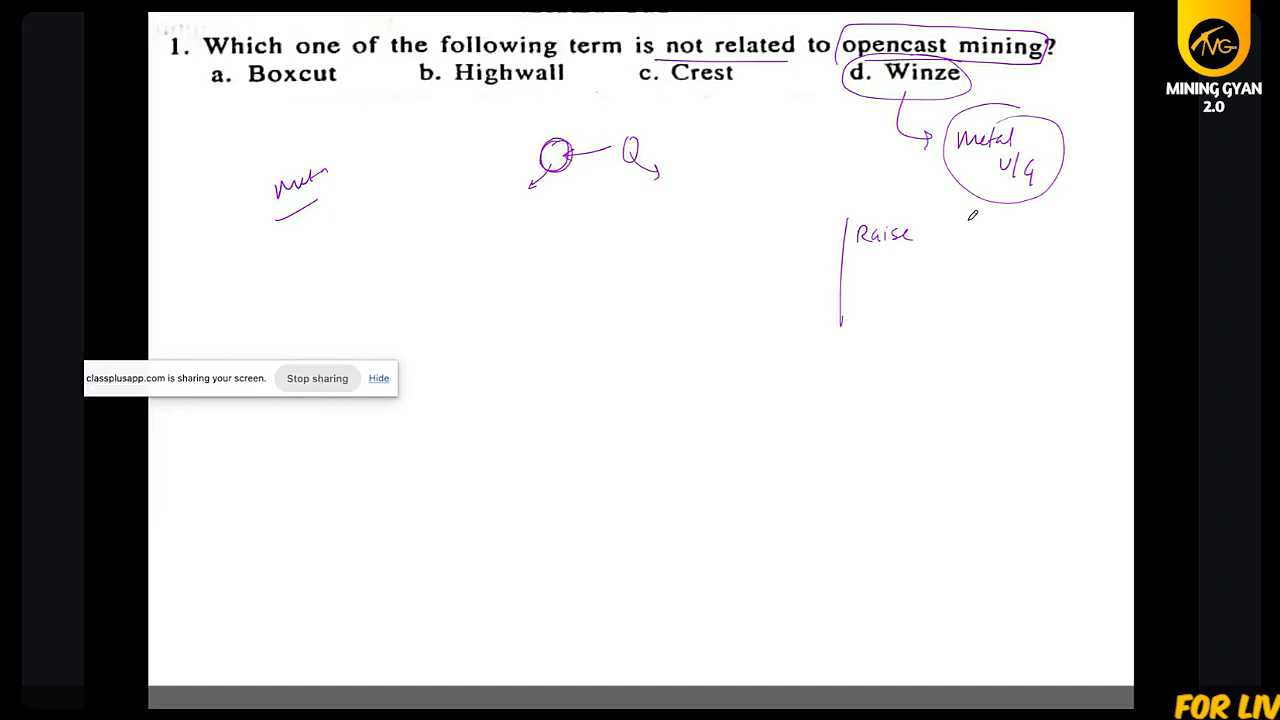 1. Which one of the following term is not related to opencast mining?
a. Boxcut b. Highwall c. Crest d. Winze
MINING GYAN
2.0
Metal
U/G
Q
Met
Raise
classplusapp.com is sharing your screen. Stop sharing Hide
FOR LIV